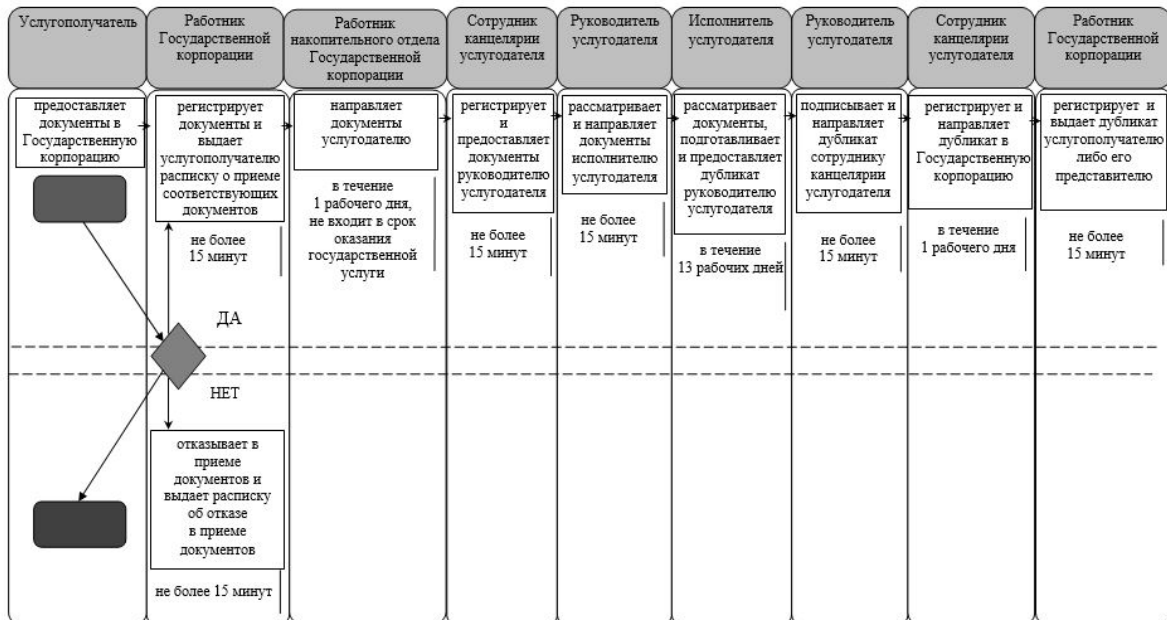 Услугополучатель
Работник
Государственной
корпорации
Работник
накопительного отдела
Государственной
корпорации
Сотрудник
канцелярии
услугодателя
Руководитель
услугодателя
Исполнитель
услугодателя
Руководитель
услугодателя
Сотрудник
канцелярии
услугодателя
Работник
Государственной
корпорации
предоставляет
документы в
Государственную
корпорацию
регистрирует
документы и
выдает
услугополучателю
расписку о приеме
соответствующих
документов
не более
15 минут
направляет
документы
услугодателю
в течение
1 рабочего дня,
не входит в срок
оказания
государственной
услуги
регистрирует
и
предоставляет
документы
руководителю
услугодателя
не более
15 минут
рассматривает
и направляет
документы
исполнителю
услугодателя
не более
15 минут
рассматривает
документы,
подготавливает
и предоставляет
дубликат
руководителю
услугодателя
в течение
13 рабочих дней
подписывает и
направляет
дубликат
сотруднику
канцелярии
услугодателя
не более
15 минут
регистрирует и
направляет
дубликат в
Государственную
корпорацию
в течение
1 рабочего дня
регистрирует и
выдает дубликат
услугополучателю
либо его
представителю
не более
15 минут
ДА
НЕТ
отказывает в
приеме
документов и
выдает расписку
об отказе
в приеме
документов
не более 15 минут